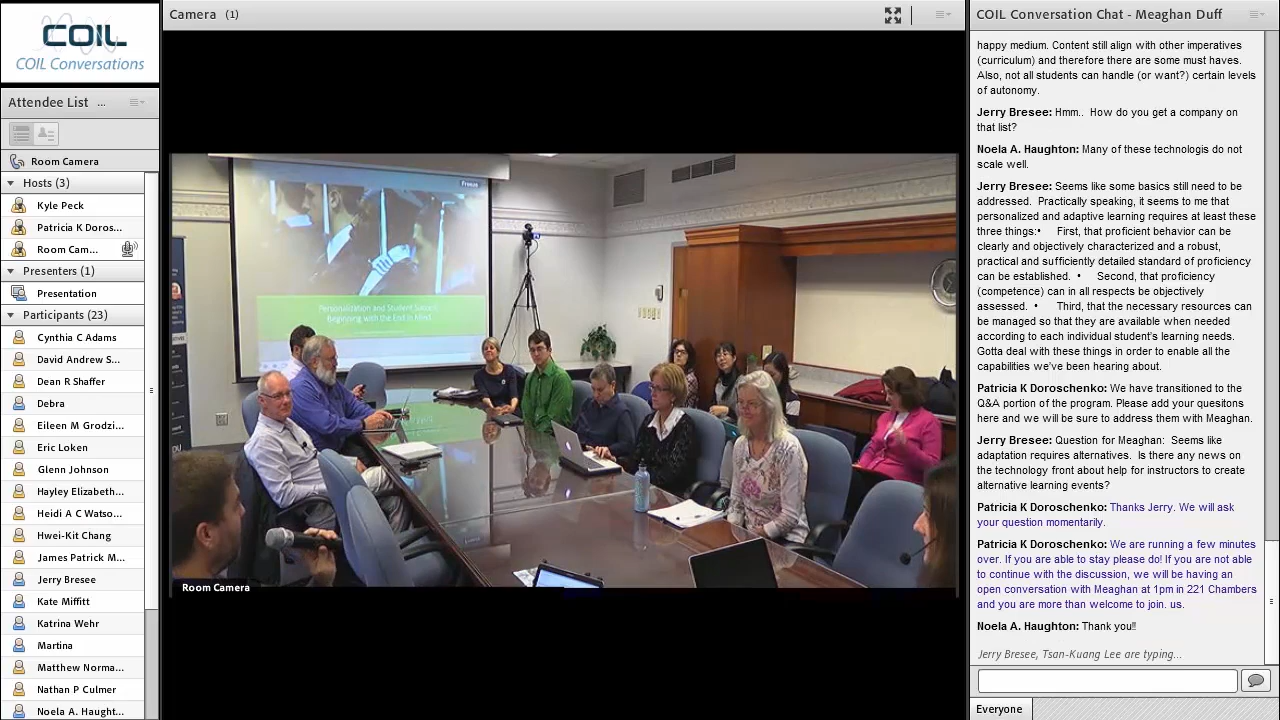 COIL
COIL Conversations
Attendee List ...
Room Camera
Hosts (3)
Kyle Peck
Patricia K Doros...
Room Cam...
Presenters (1)
Presentation
Participants (23)
Cynthia C Adams
David Andrew S...
Dean R Shaffer
Debra
Eileen M Grodzi...
Eric Loken
Glenn Johnson
Hayley Elizabeth...
Heidi A C Watso...
Hwei-Kit Chang
James Patrick M...
Jerry Bresee
Kate Miffitt
Katrina Wehr
Martina
Matthew Norma...
Nathan P Culmer
Noela A. Haught...
Camera (1)
Freeze
Personalization and Student Success
Beginning with the End in Mind
Room Camera
COIL Conversation Chat - Meaghan Duff
happy medium. Content still align with other imperatives
(curriculum) and therefore there are some must haves.
Also, not all students can handle (or want?) certain levels
of autonomy.
Jerry Bresee: Hmm.. How do you get a company on
that list?
Noela A. Haughton: Many of these technologis do not
scale well.
Jerry Bresee: Seems like some basics still need to be
addressed. Practically speaking, it seems to me that
personalized and adaptive learning requires at least these
three things:• First, that proficient behavior can be
clearly and objectively characterized and a robust,
practical and sufficiently detailed standard of proficiency
can be established. • Second, that proficiency
(competence) can in all respects be objectively
assessed. • Third, that the necessary resources can
be managed so that they are available when needed
according to each individual student's learning needs.
Gotta deal with these things in order to enable all the
capabilities we've been hearing about.
Patricia K Doroschenko: We have transitioned to the
Q&A portion of the program. Please add your quesitons
here and we will be sure to address them with Meaghan.
Jerry Bresee: Question for Meaghan: Seems like
adaptation requires alternatives. Is there any news on
the technology front about help for instructors to create
alternative learning events?
Patricia K Doroschenko: Thanks Jerry. We will ask
your question momentarily.
Patricia K Doroschenko: We are running a few minutes
over. If you are able to stay please do! If you are not able
to continue with the discussion, we will be having an
open conversation with Meaghan at 1pm in 221 Chambers
and you are more than welcome to join. us.
Noela A. Haughton: Thank you!!
Jerry Bresee, Tsan-Kuang Lee are typing...
Everyone